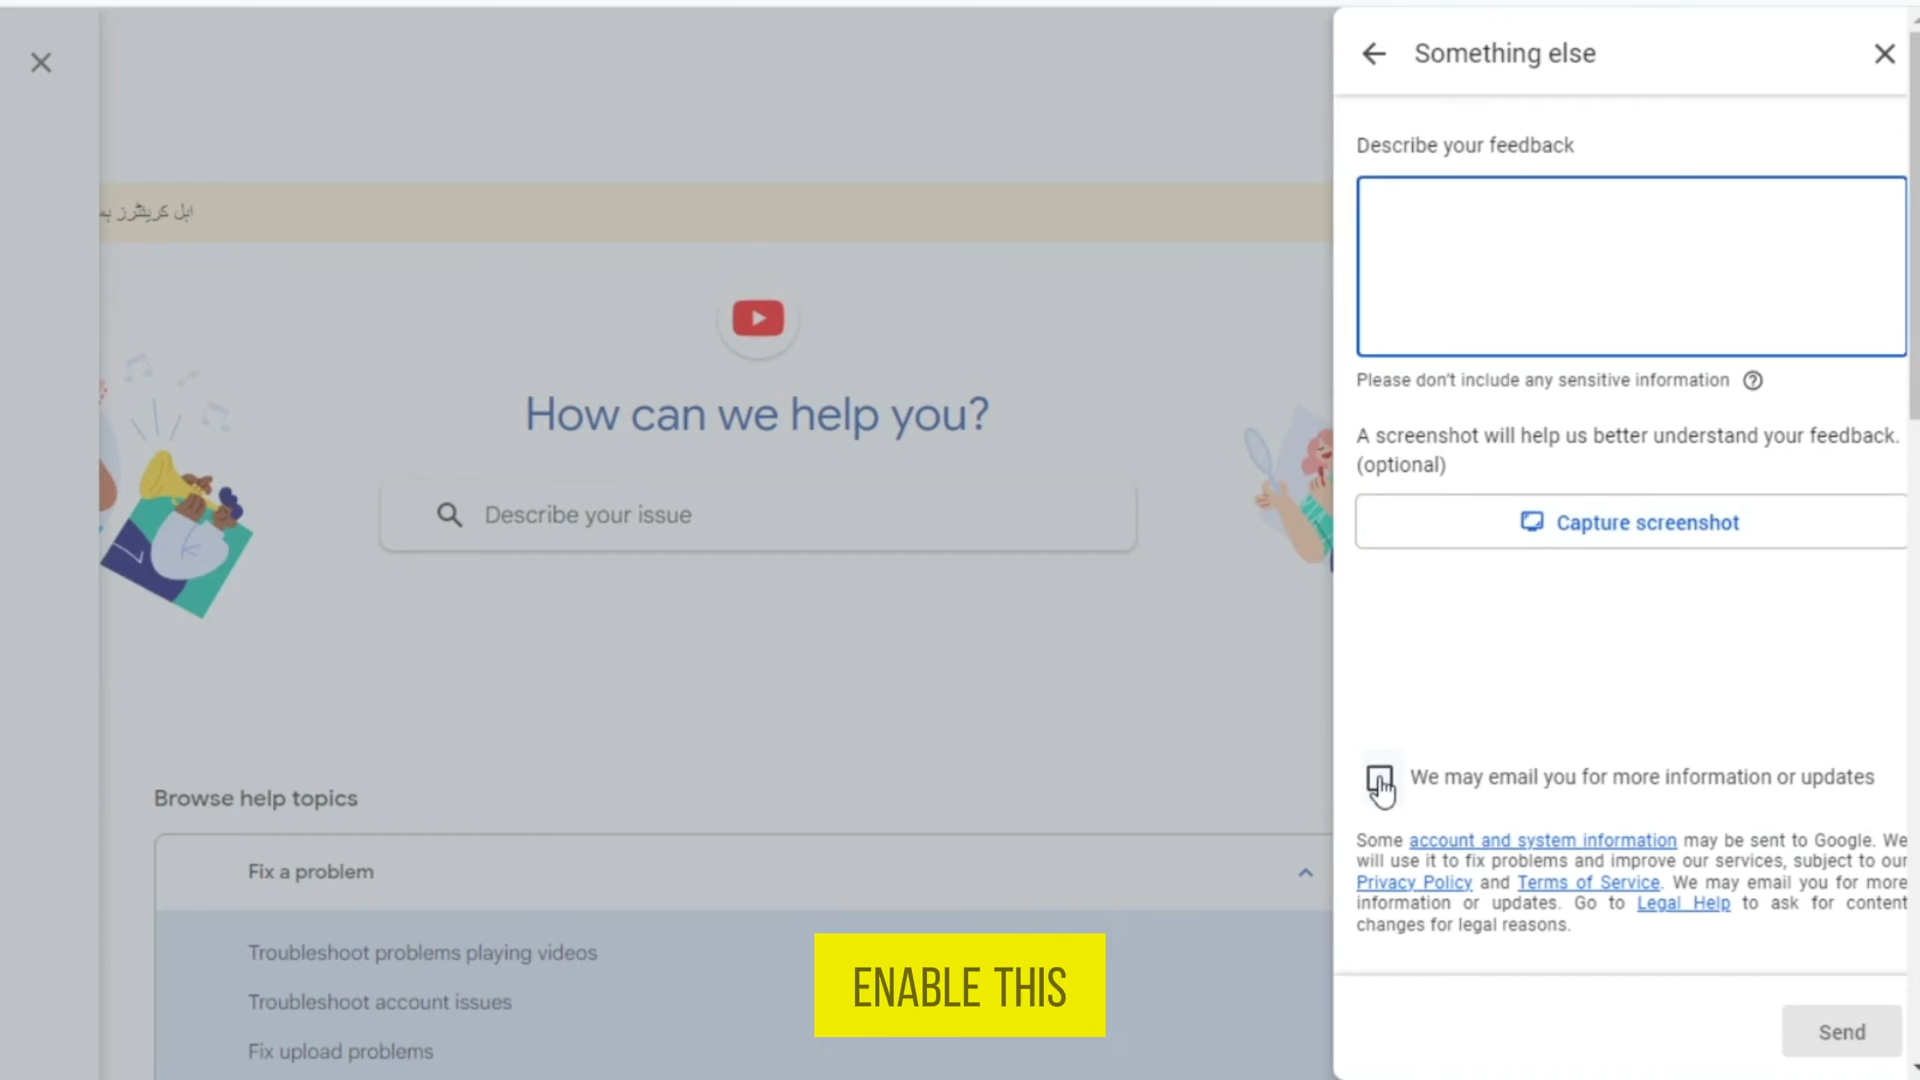 Something else
Describe your feedback
اہل کریئٹرز
How can we help you?
Describe your issue
Please don't include any sensitive information
A screenshot will help us better understand your feedback.
(optional)
Capture screenshot
We may email you for more information or updates
Browse help topics
Fix a problem
Troubleshoot problems playing videos
Troubleshoot account issues
Fix upload problems
Some account and system information may be sent to Google. We
will use it to fix problems and improve our services, subject to our
Privacy Policy and Terms of Service. We may email you for more
information or updates. Go to Legal Help to ask for content
changes for legal reasons.
ENABLE THIS
Send